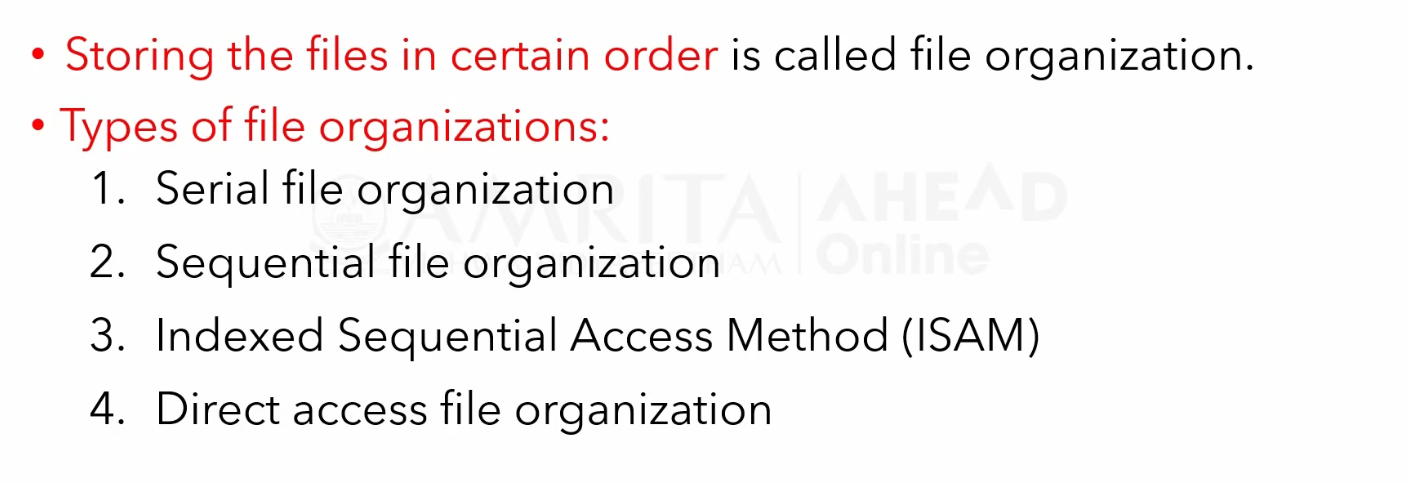 • Storing the files in certain order is called file organization.
• Types of file organizations:
1. Serial file organization
AMRITA AHEAD
2. Sequential file organization
Online
3. Indexed Sequential Access Method (ISAM)
4. Direct access file organization